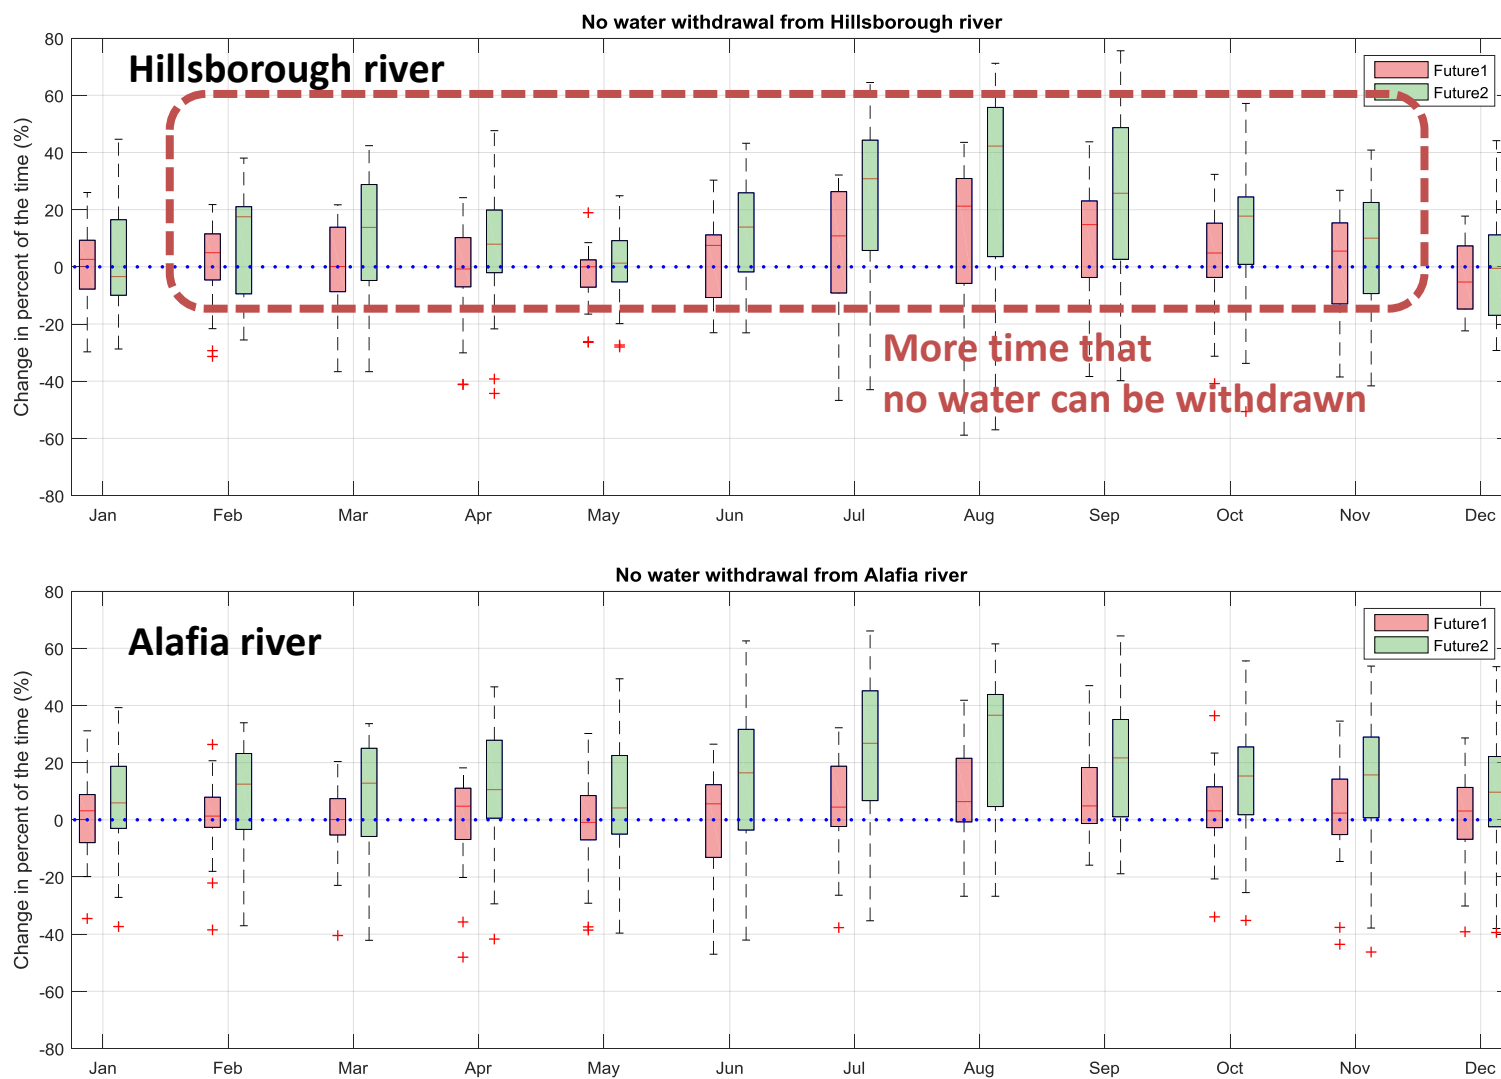 No water withdrawal from Hillsborough river
Hillsborough river
Future1
Future2
Change in percent of the time (%)
80
60
40
20
0
-20
-40
-60
-80
More time that
no water can be withdrawn
Jan Feb Mar Apr May Jun Jul Aug Sep Oct Nov Dec
No water withdrawal from Alafia river
Alafia river
Future1
Future2
Change in percent of the time (%)
80
60
40
20
0
-20
-40
-60
-80
Jan Feb Mar Apr May Jun Jul Aug Sep Oct Nov Dec